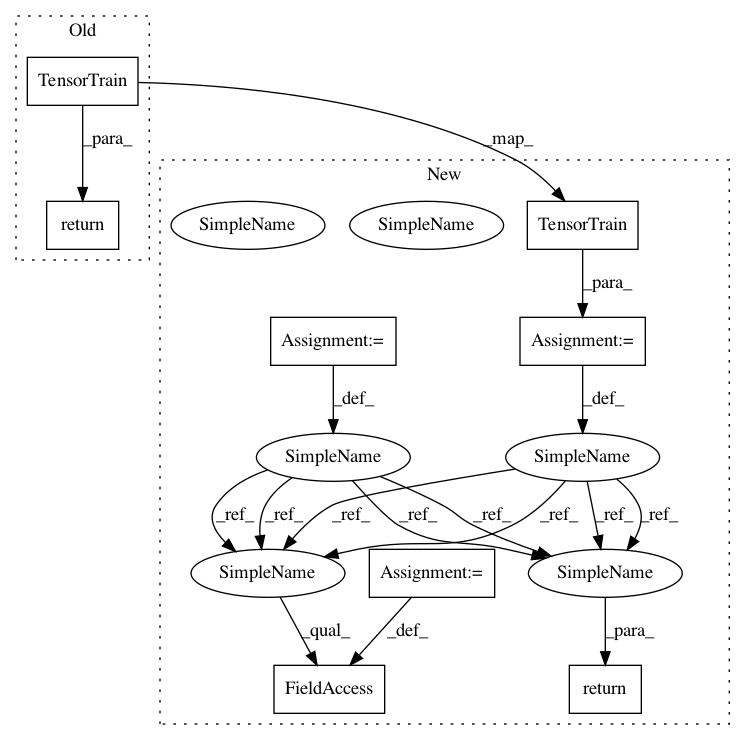 Old
TensorTrain
_para_
_map_
return
New
SimpleName
SimpleName
TensorTrain
_para_
Assignment:=
Assignment:=
_def_
_def_
SimpleName
SimpleName
_ref_
_ref_
_ref_
_ref_
_ref_
_ref_
_ref_
_ref_
SimpleName
Assignment:=
SimpleName
_qual_
_def_
_para_
FieldAccess
return